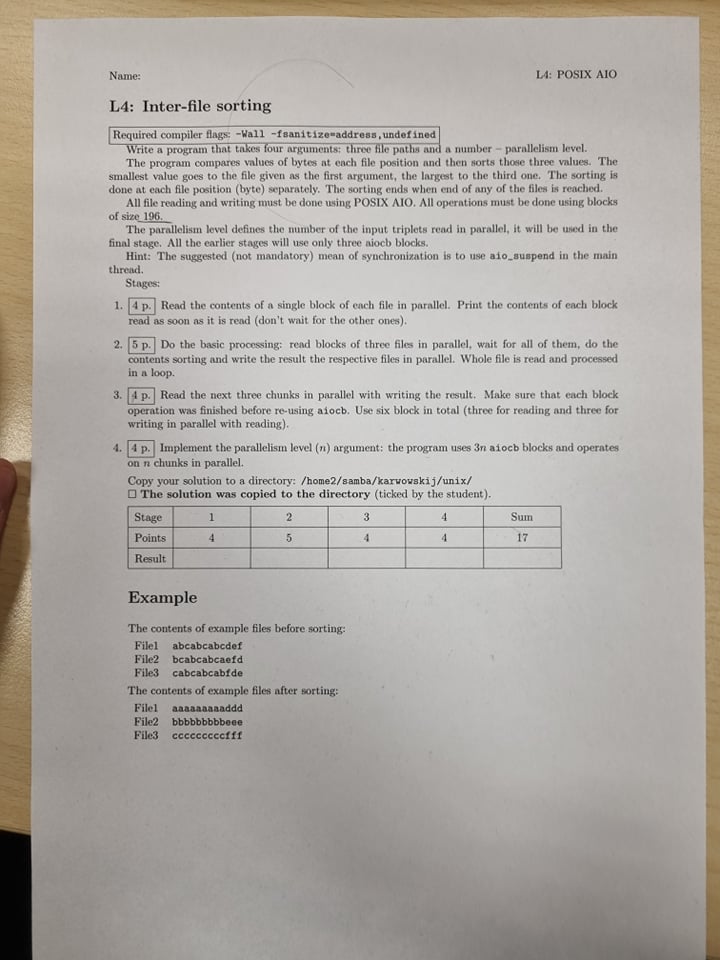 Name:
L4: POSIX AIO
L4: Inter-file sorting
Required compiler flags: -Wall -fsanitize=address,undefined
Write a program that takes four arguments: three file paths and a number – parallelism level.
The program compares values of bytes at each file position and then sorts those three values. The
smallest value goes to the file given as the first argument, the largest to the third one. The sorting is
done at each file position (byte) separately. The sorting ends when end of any of the files is reached.
All file reading and writing must be done using POSIX AIO. All operations must be done using blocks
of size 196.
The parallelism level defines the number of the input triplets read in parallel, it will be used in the
final stage. All the earlier stages will use only three aiocb blocks.
Hint: The suggested (not mandatory) mean of synchronization is to use aio_suspend in the main
thread.
Stages:
1. 4 p. Read the contents of a single block of each file in parallel. Print the contents of each block
read as soon as it is read (don't wait for the other ones).
2. 5 p. Do the basic processing: read blocks of three files in parallel, wait for all of them, do the
contents sorting and write the result the respective files in parallel. Whole file is read and processed
in a loop.
3. 4 p. Read the next three chunks in parallel with writing the result. Make sure that each block
operation was finished before re-using aiocb. Use six block in total (three for reading and three for
writing in parallel with reading).
4. 4 p. Implement the parallelism level (n) argument: the program uses 3n aiocb blocks and operates
on n chunks in parallel.
Copy your solution to a directory: /home2/samba/karwowskij/unix/
☐ The solution was copied to the directory (ticked by the student).
Stage 1 2 3 4 Sum
Points 4 5 4 4 17
Result
Example
The contents of example files before sorting:
File1 abcabcabcdef
File2 bcabcabcaefd
File3 cabcabcabfde
The contents of example files after sorting:
File1 aaaaaaaaaddd
File2 bbbbbbbbbeee
File3 cccccccccfff